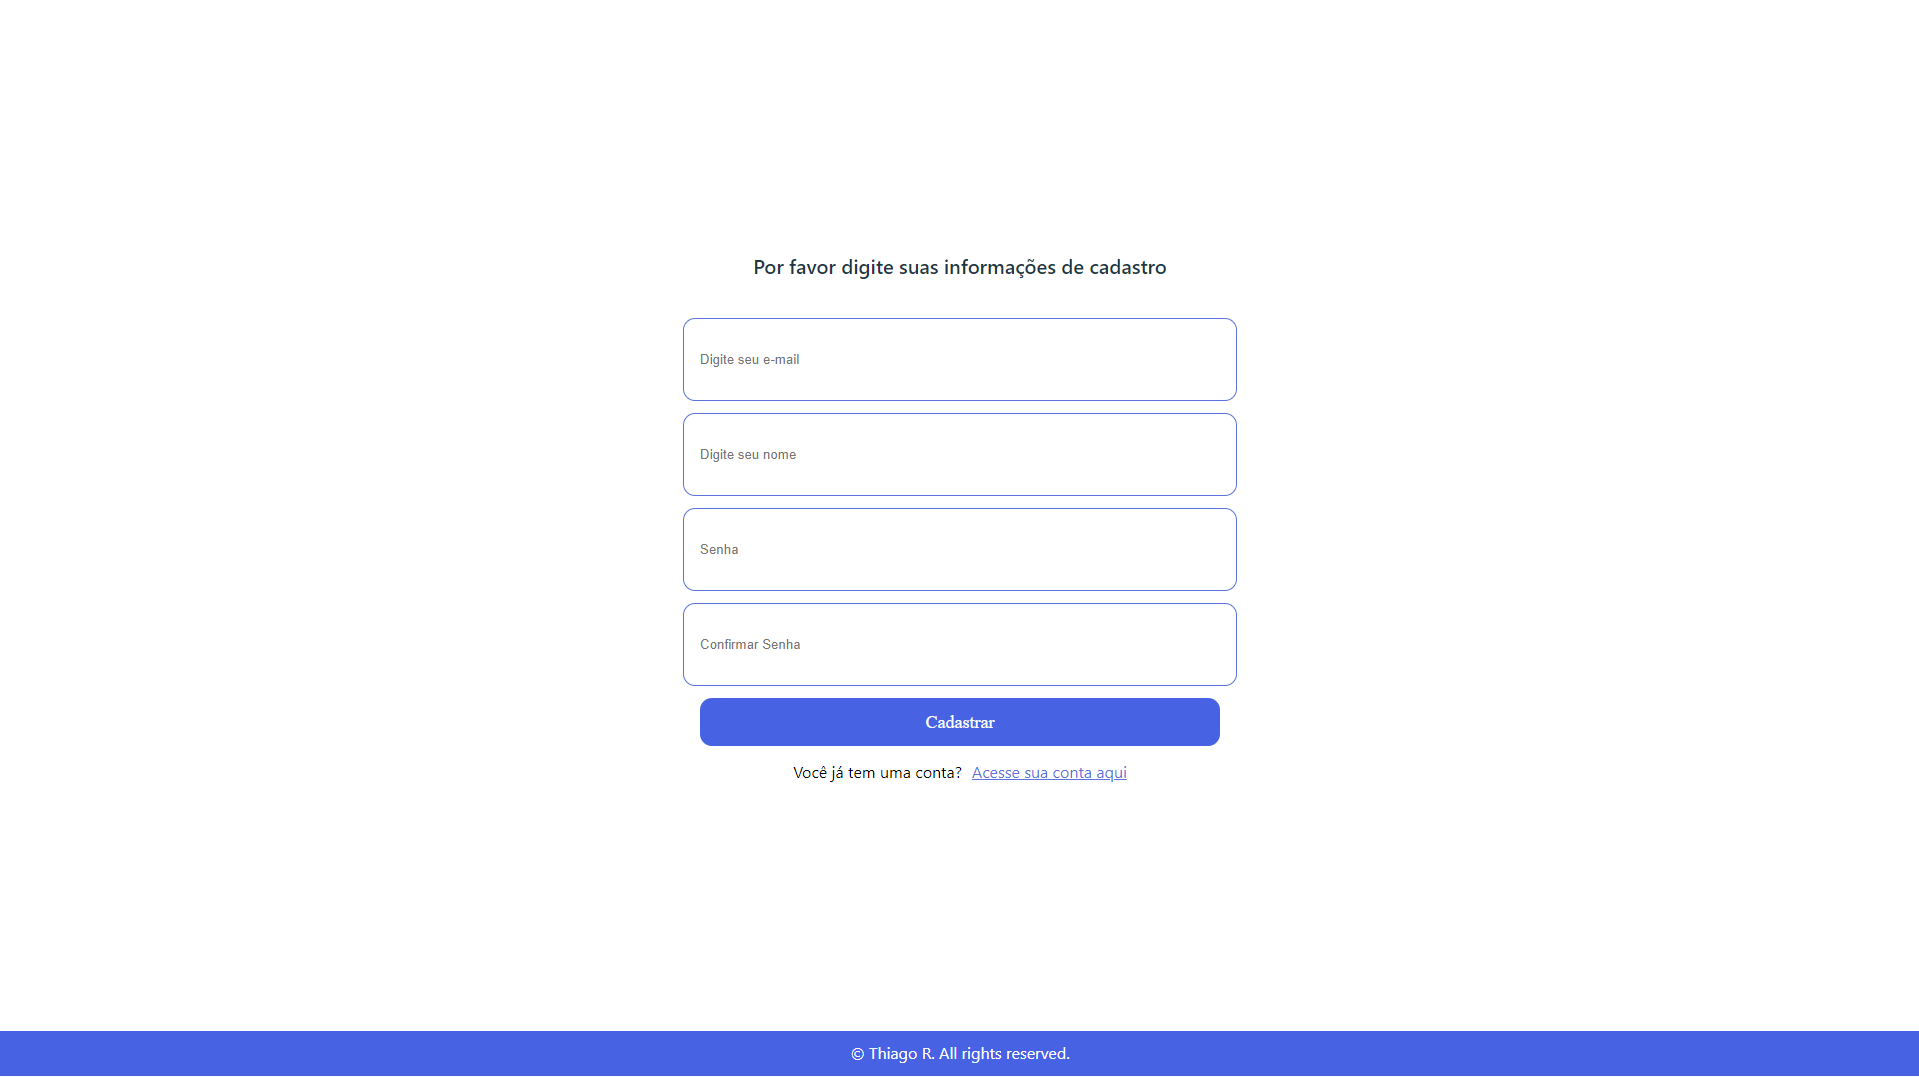 Por favor digite suas informações de cadastro
Digite seu e-mail
Digite seu nome
Senha
Confirmar Senha
Cadastrar
Você já tem uma conta? Acesse sua conta aqui
© Thiago R. All rights reserved.